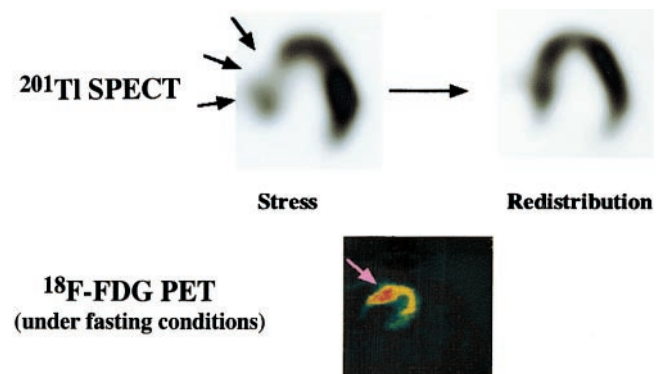 ²⁰¹Tl SPECT
Stress
Redistribution
¹⁸F-FDG PET
(under fasting conditions)